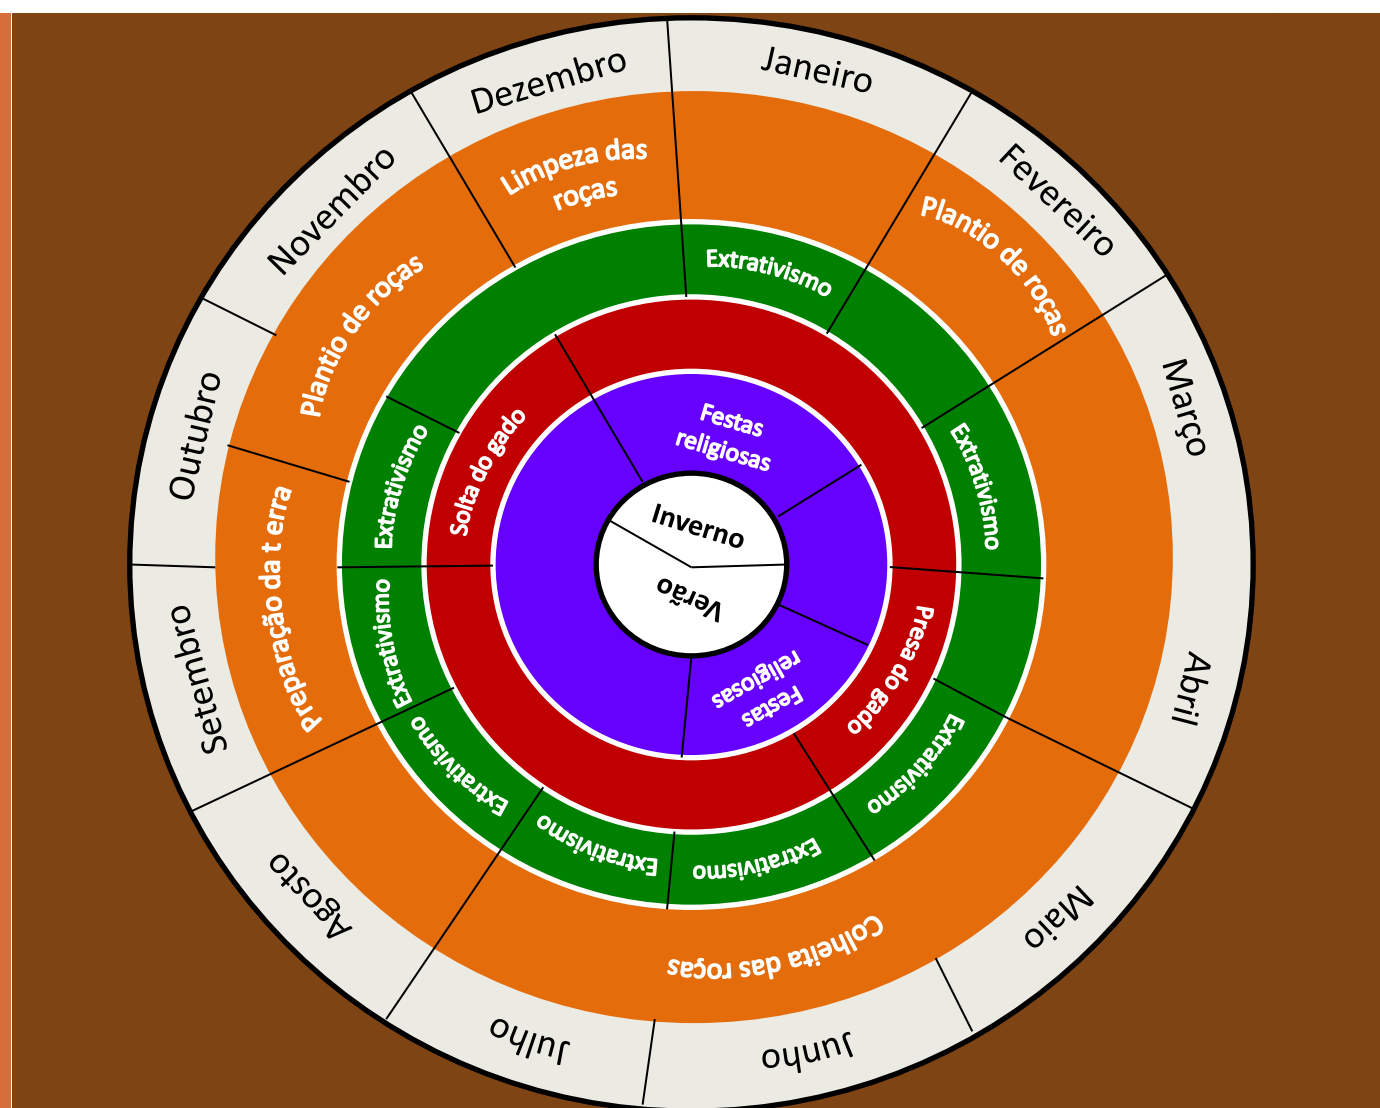 Janeiro
Fevereiro
Março
Abril
Maio
Junho
Julho
Agosto
Setembro
Outubro
Novembro
Dezembro
Limpeza das
roças
Plantio de roças
Colheita das roças
Preparação da t erra
Plantio de roças
Extrativismo
Extrativismo
Extrativismo
Extrativismo
Extrativismo
Extrativismo
Extrativismo
Extrativismo
Solta do gado
Presa do gado
Festas
religiosas
Festas
religiosas
Inverno
Verão